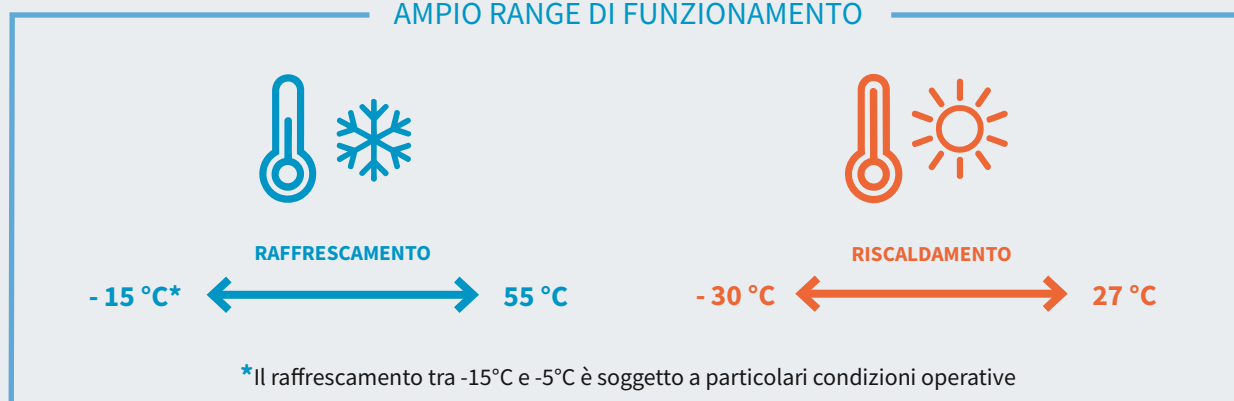 AMPIO RANGE DI FUNZIONAMENTO
RAFFRESCAMENTO
- 15 °C* 55 °C
RISCALDAMENTO
- 30 °C 27 °C
*Il raffrescamento tra -15°C e -5°C è soggetto a particolari condizioni operative